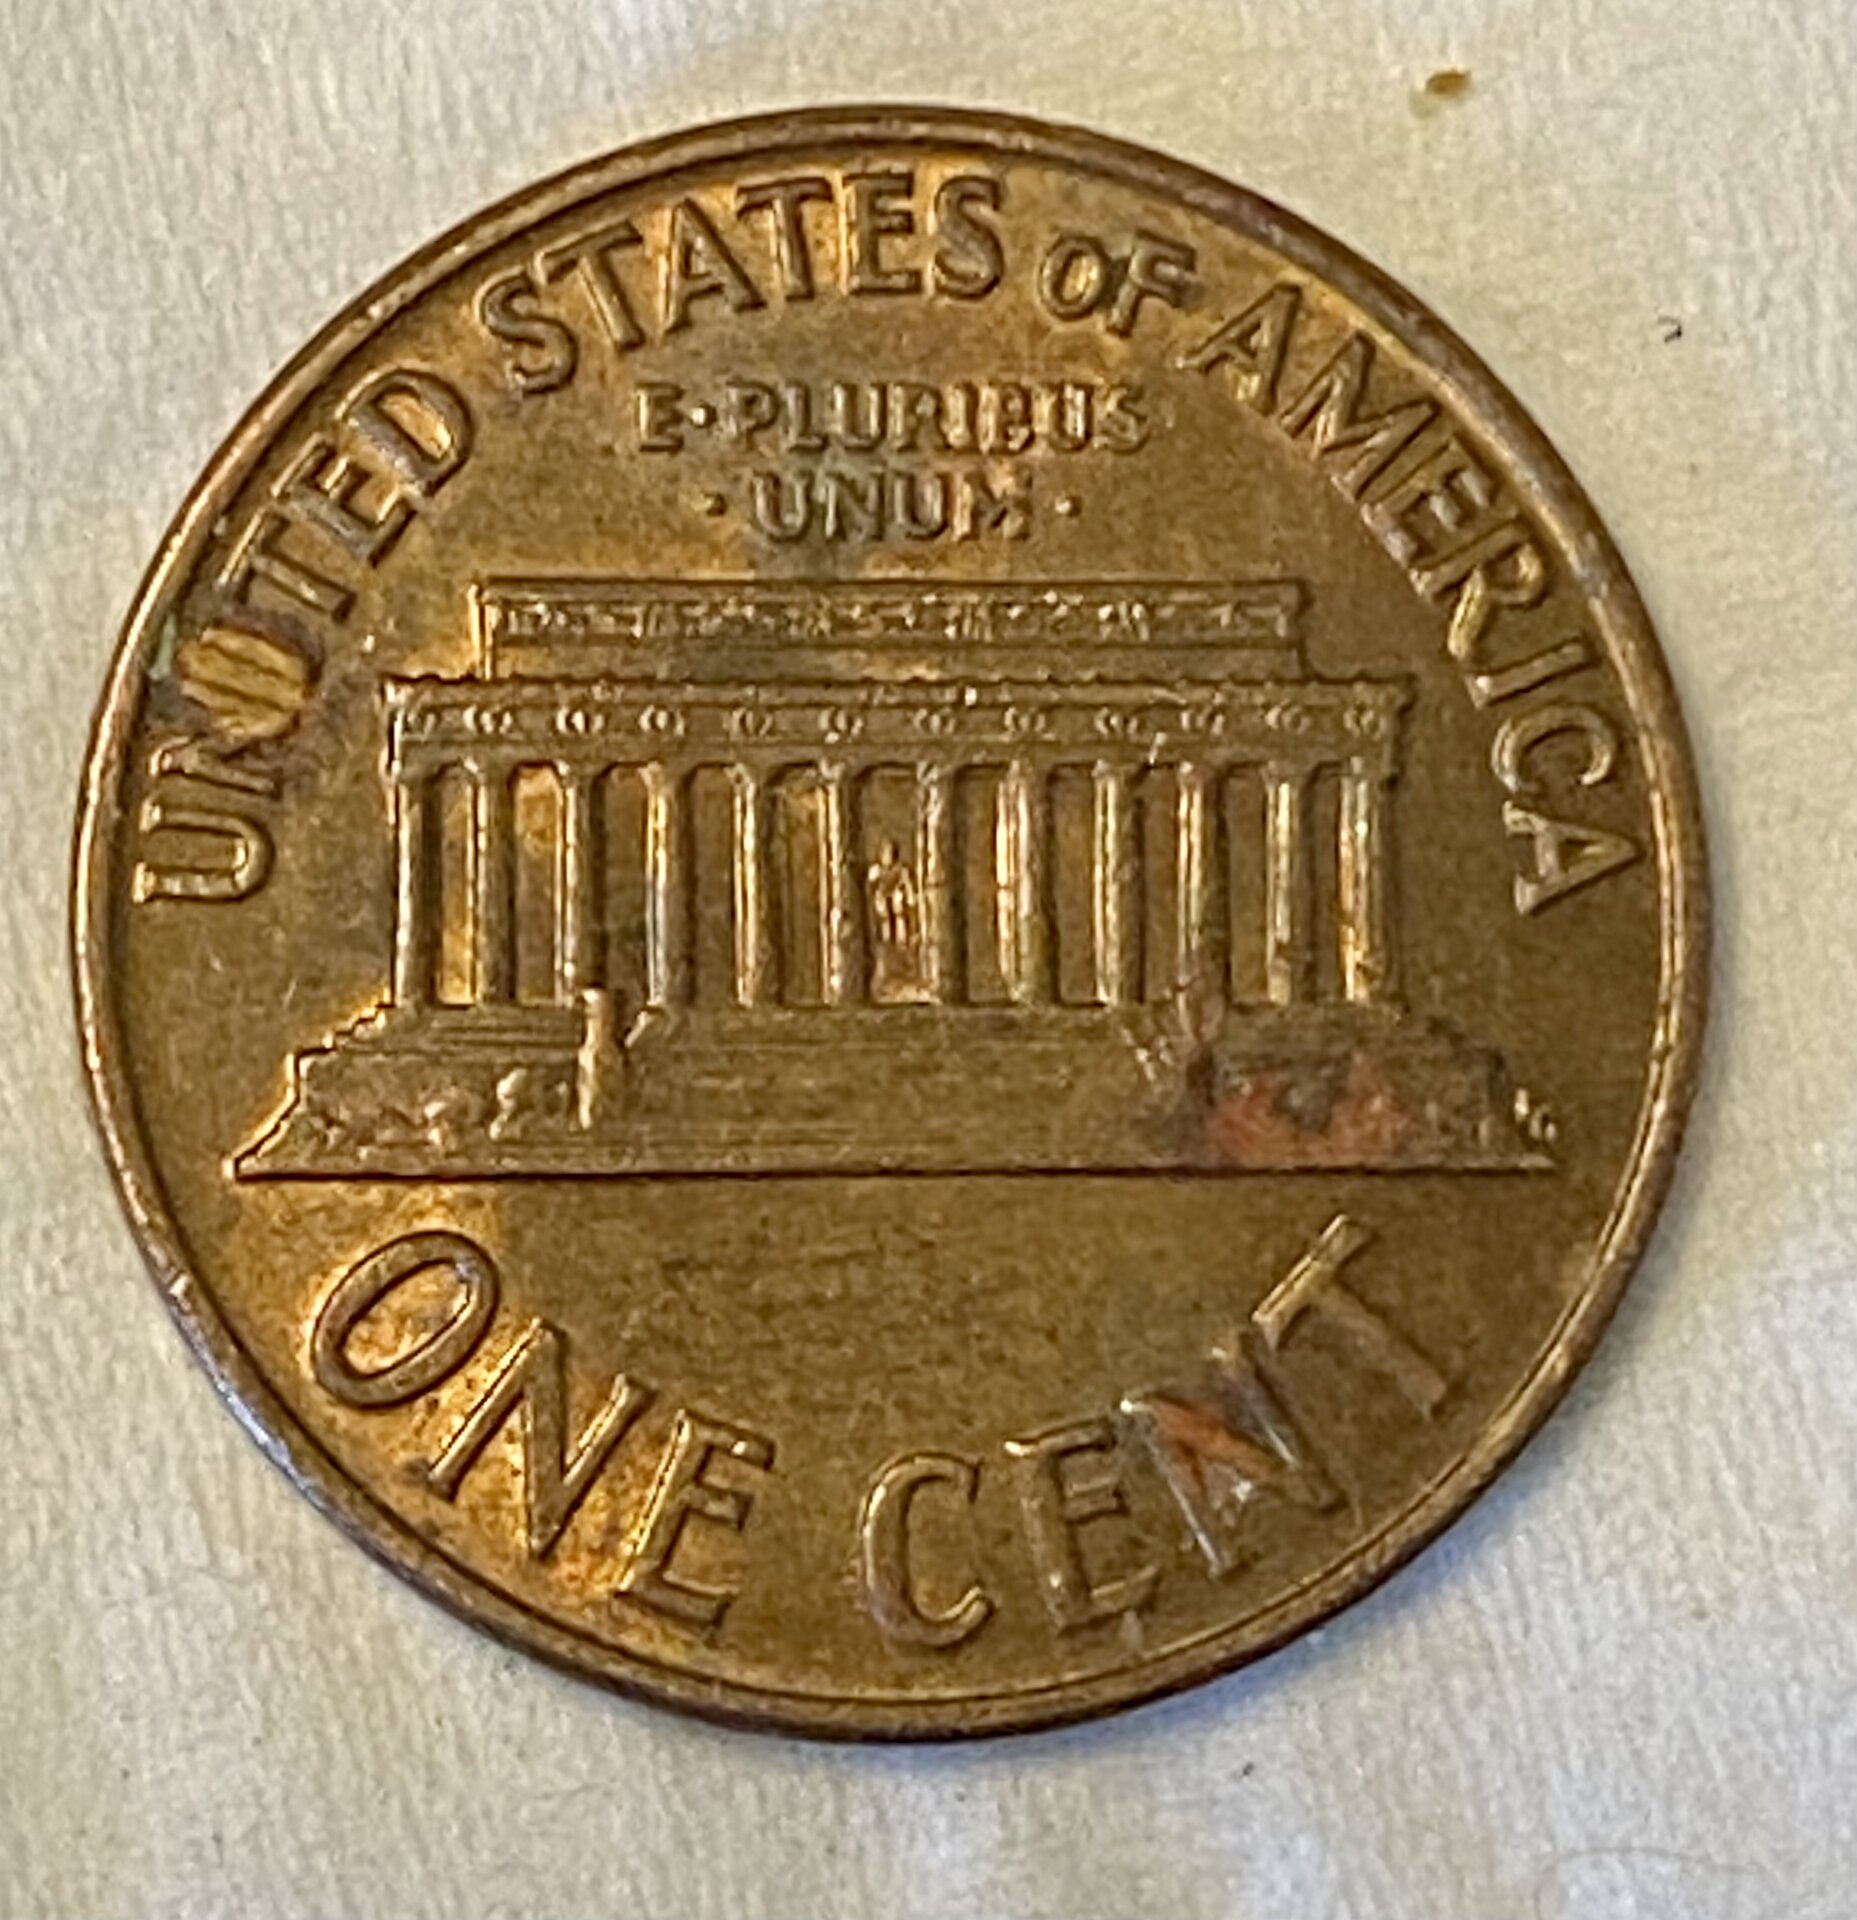 UNITED STATES OF AMERICA
E·PLURIBUS
·UNUM·
ONE CENT